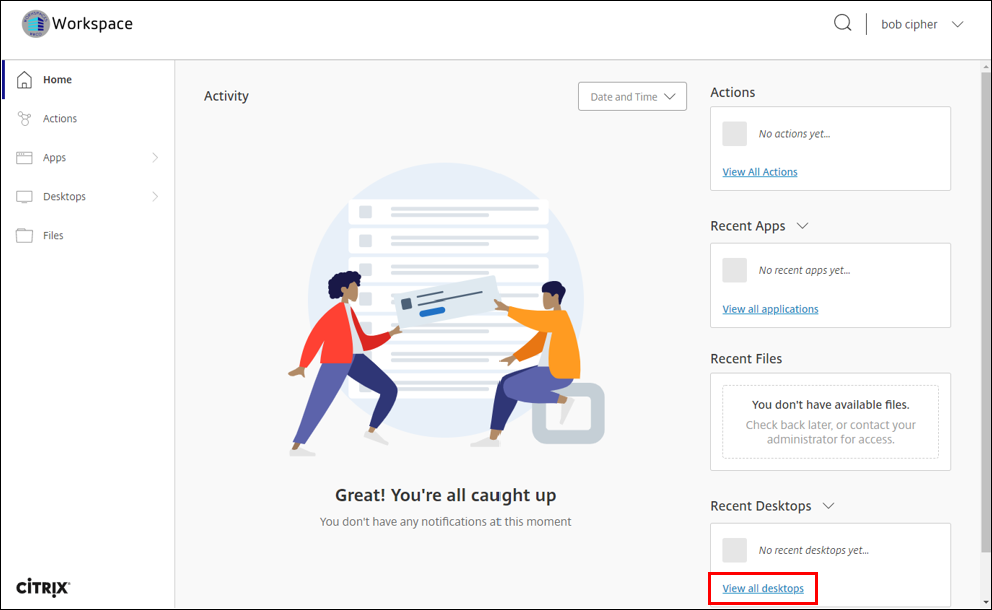 Workspace
bob cipher
Home
Actions
Apps
Desktops
Files
CİTRIX
Activity
Date and Time
Great! You're all caught up
You don't have any notifications at this moment
Actions
No actions yet...
View All Actions
Recent Apps
No recent apps yet...
View all applications
Recent Files
You don't have available files.
Check back later, or contact your
administrator for access.
Recent Desktops
No recent desktops yet...
View all desktops